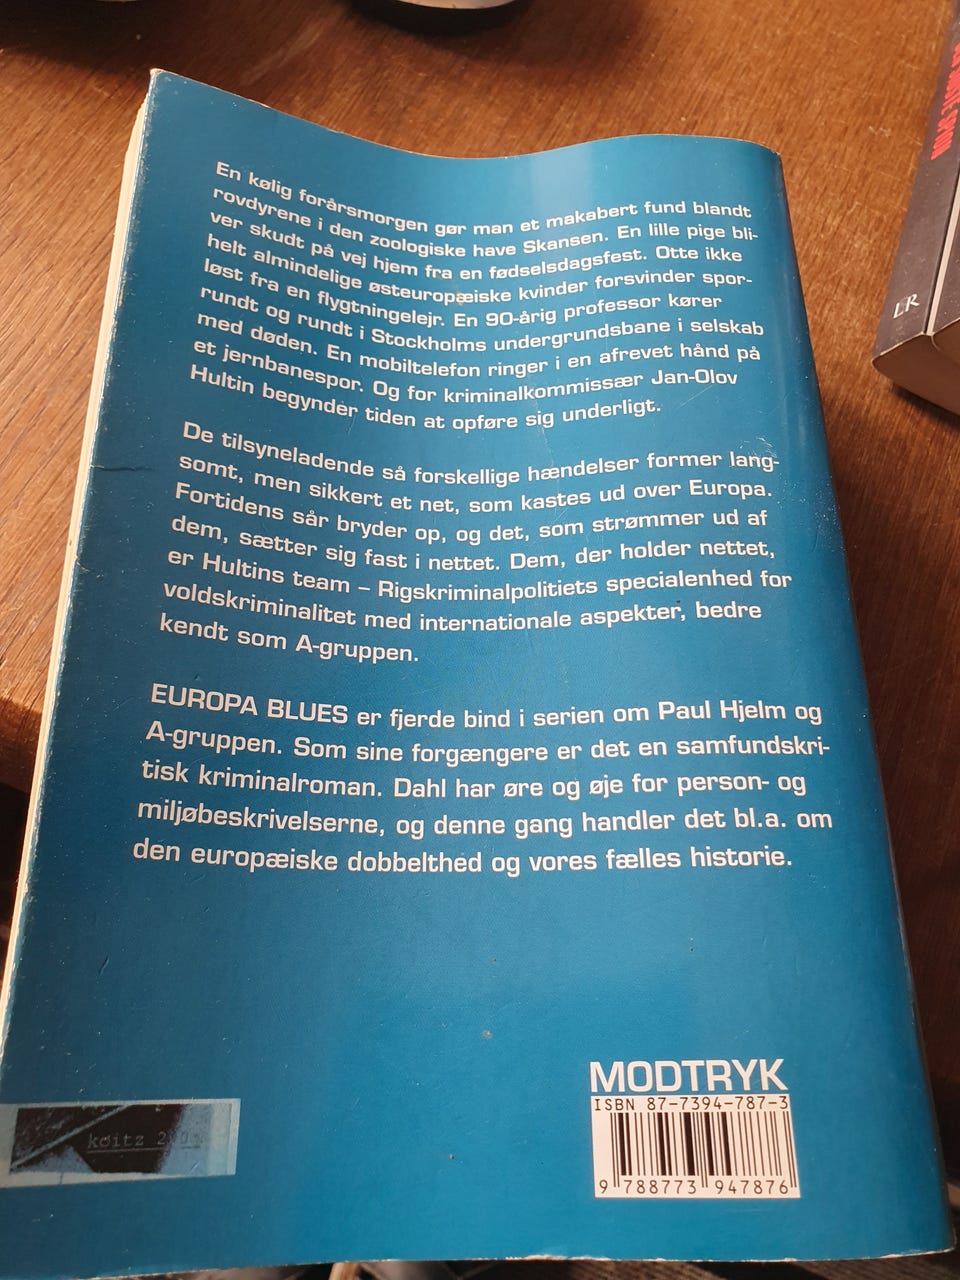 En kølig forårsmorgen gør man et makabert fund blandt
rovdyrene i den zoologiske have Skansen. En lille pige bli-
ver skudt på vej hjem fra en fødselsdagsfest. Otte ikke
helt almindelige østeuropæiske kvinder forsvinder spor-
løst fra en flygtningelejr. En 90-årig professor kører
rundt og rundt i Stockholms undergrundsbane i selskab
med døden. En mobiltelefon ringer i en afrevet hånd på
et jernbanespor. Og for kriminalkommissær Jan-Olov
Hultin begynder tiden at opføre sig underligt.
De tilsyneladende så forskellige hændelser former lang-
somt, men sikkert et net, som kastes ud over Europa.
Fortidens sår bryder op, og det, som strømmer ud af
dem, sætter sig fast i nettet. Dem, der holder nettet,
er Hultins team – Rigskriminalpolitiets specialenhed for
voldskriminalitet med internationale aspekter, bedre
kendt som A-gruppen.
EUROPA BLUES er fjerde bind i serien om Paul Hjelm og
A-gruppen. Som sine forgængere er det en samfundskri-
tisk kriminalroman. Dahl har øre og øje for person- og
miljøbeskrivelserne, og denne gang handler det bl.a. om
den europæiske dobbelthed og vores fælles historie.
MODTRYK
ISBN 87-7394-787-3
9 788773 947876
koitz
L&R